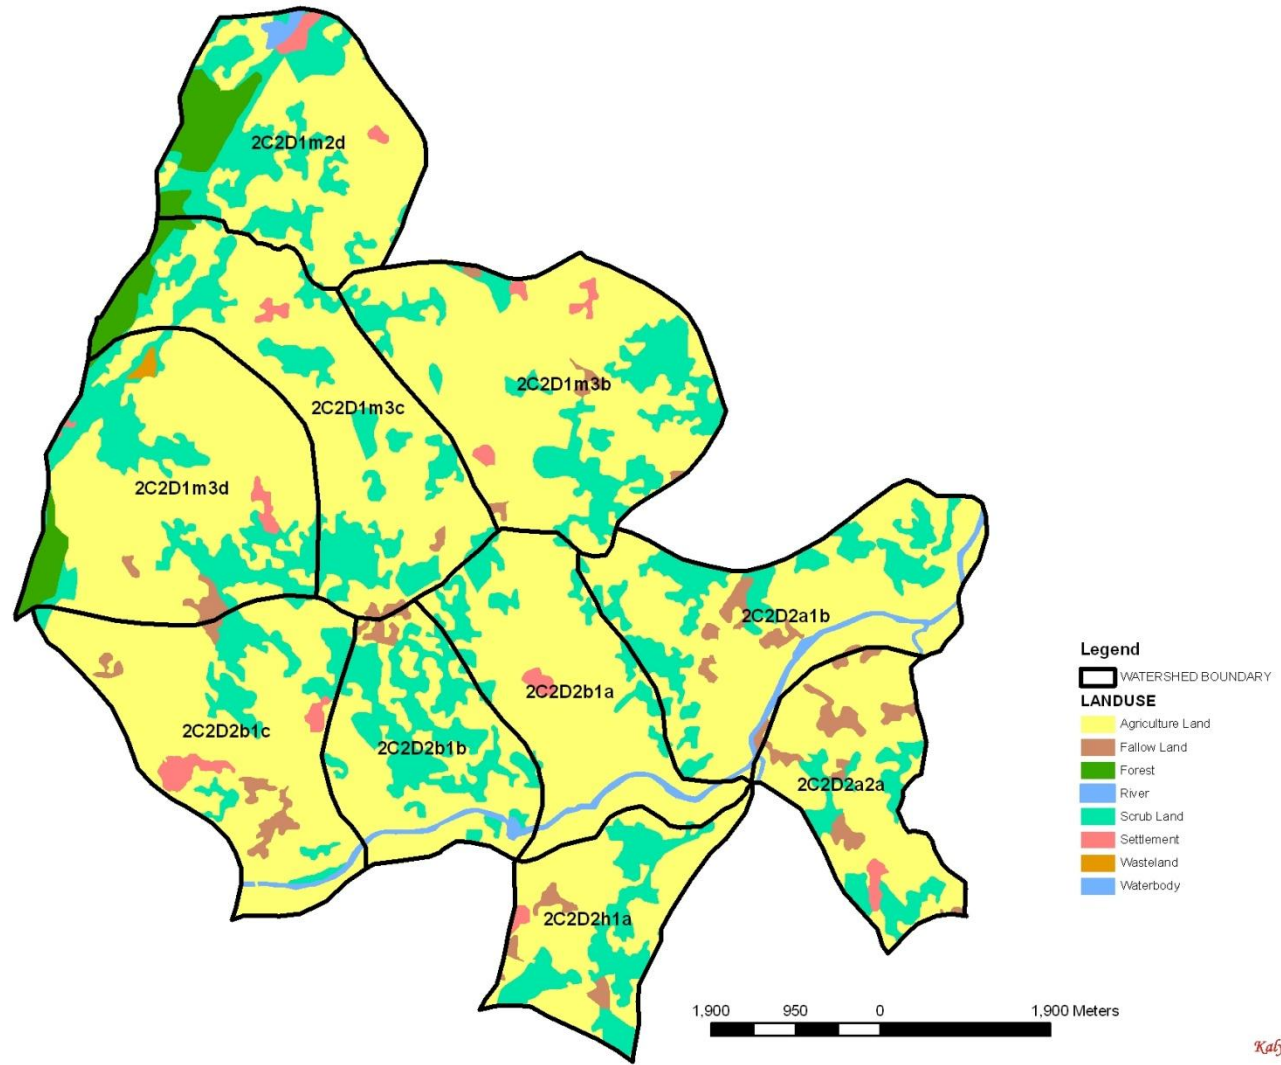 2C2D1m2d
2C2D1m3b
2C2D1m3c
2C2D1m3d
2C2D2a1b
2C2D2b1a
2C2D2b1c
2C2D2b1b
2C2D2a2a
2C2D2h1a
Legend
WATERSHED BOUNDARY
LANDUSE
Agriculture Land
Fallow Land
Forest
River
Scrub Land
Settlement
Wasteland
Waterbody
1,900 950 0 1,900 Meters
Kaly